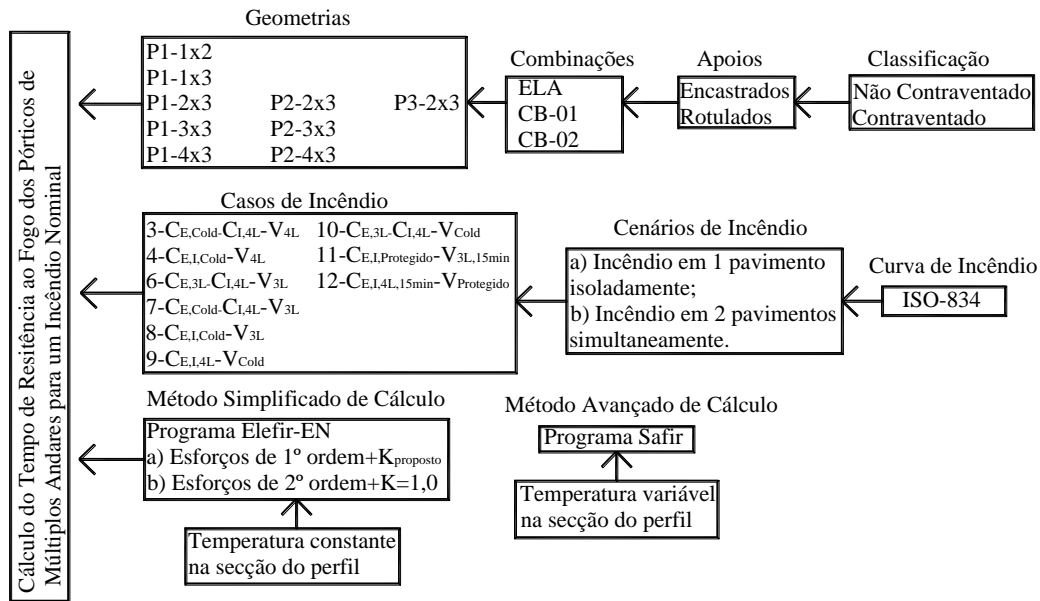 Cálculo do Tempo de Resitência ao Fogo dos Pórticos de
Múltiplos Andares para um Incêndio Nominal
Geometrias
P1-1x2
P1-1x3
P1-2x3 P2-2x3 P3-2x3
P1-3x3 P2-3x3
P1-4x3 P2-4x3
Combinações
ELA
CB-01
CB-02
Apoios
Encastrados
Rotulados
Classificação
Não Contraventado
Contraventado
Casos de Incêndio
3-CE,Cold-CI,4L-V4L 10-CE,3L-CI,4L-VCold
4-CE,I,Cold-V4L 11-CE,I,Protegido-V3L,15min
6-CE,3L-CI,4L-V3L 12-CE,I,4L,15min-VProtegido
7-CE,Cold-CI,4L-V3L
8-CE,I,Cold-V3L
9-CE,I,4L-VCold
Cenários de Incêndio
a) Incêndio em 1 pavimento
isoladamente;
b) Incêndio em 2 pavimentos
simultaneamente.
Curva de Incêndio
ISO-834
Método Simplificado de Cálculo
Programa Elefir-EN
a) Esforços de 1º ordem+Kproposto
b) Esforços de 2º ordem+K=1,0
Temperatura constante
na secção do perfil
Método Avançado de Cálculo
Programa Safir
Temperatura variável
na secção do perfil